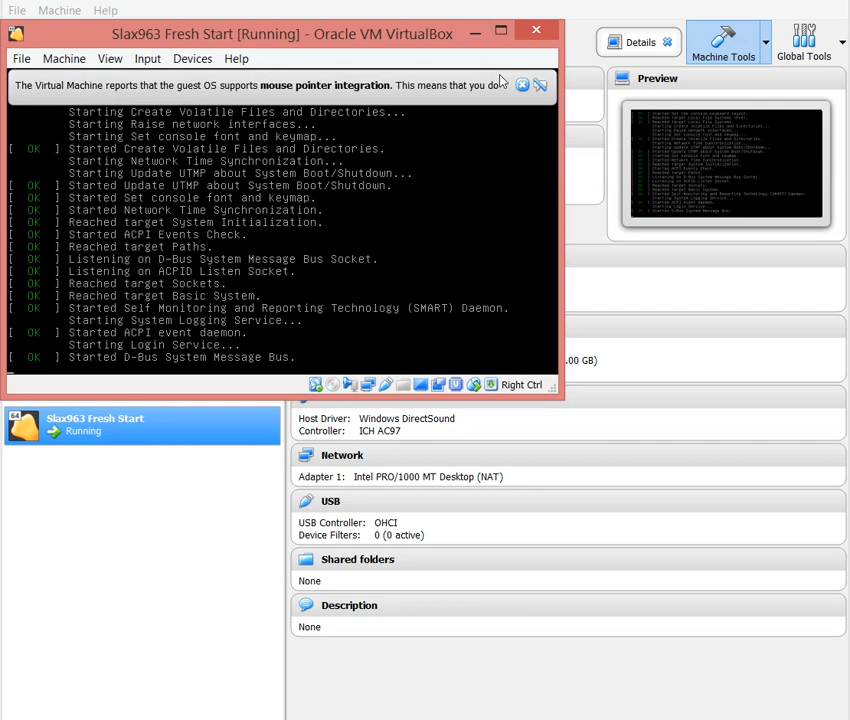 File Machine Help
Slax963 Fresh Start [Running] - Oracle VM VirtualBox
File Machine View Input Devices Help
The Virtual Machine reports that the guest OS supports mouse pointer integration. This means that you do
Starting Create Volatile Files and Directories...
Starting Raise network interfaces...
Starting Set console font and keymap...
[ OK ] Started Create Volatile Files and Directories.
Starting Network Time Synchronization...
Starting Update UTMP about System Boot/Shutdown...
[ OK ] Started Update UTMP about System Boot/Shutdown.
[ OK ] Started Set console font and keymap.
[ OK ] Started Network Time Synchronization.
[ OK ] Reached target System Initialization.
[ OK ] Started ACPI Events Check.
[ OK ] Reached target Paths.
[ OK ] Listening on D-Bus System Message Bus Socket.
[ OK ] Listening on ACPID Listen Socket.
[ OK ] Reached target Sockets.
[ OK ] Reached target Basic System.
[ OK ] Started Self Monitoring and Reporting Technology (SMART) Daemon.
Starting System Logging Service...
[ OK ] Started ACPI event daemon.
Starting Login Service...
[ OK ] Started D-Bus System Message Bus.
Right Ctrl
64
Slax963 Fresh Start
Running
Details
Machine Tools
Global Tools
Preview
.00 GB)
Host Driver: Windows DirectSound
Controller: ICH AC97
Network
Adapter 1: Intel PRO/1000 MT Desktop (NAT)
USB
USB Controller: OHCI
Device Filters: 0 (0 active)
Shared folders
None
Description
None